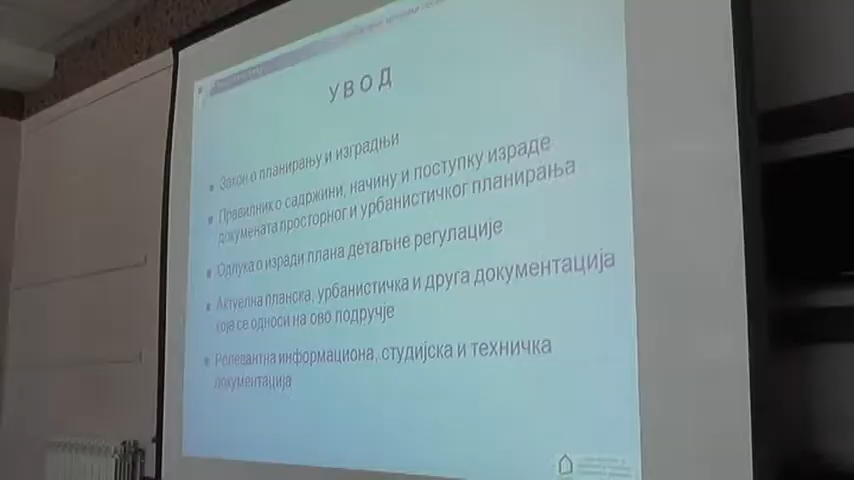 УВОД
Закон о планирању и изградњи
Правилник о садржини, начину и поступку израде
докумената просторног и урбанистичког планирања
Одлука о изради плана детаљне регулације
Актуелна планска, урбанистичка и друга документација
која се односи на ово подручје
Релевантна информациона, студијска и техничка
документација